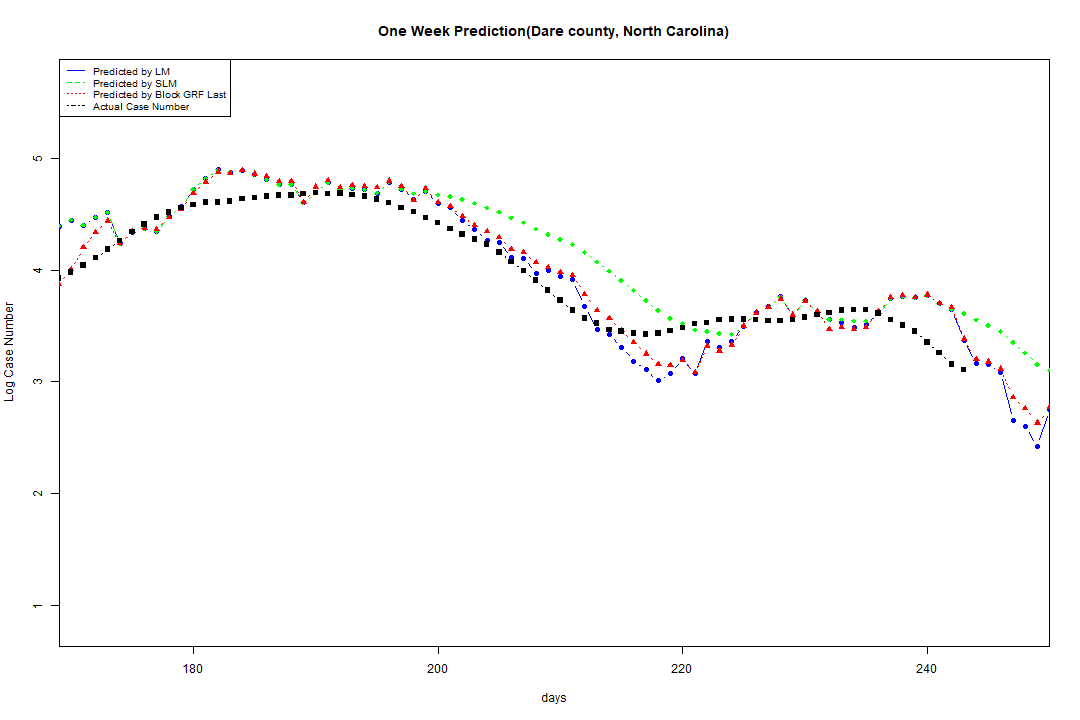 One Week Prediction(Dare county, North Carolina)
Predicted by LM
Predicted by SLM
Predicted by Block GRF Last
Actual Case Number
5
4
3
2
1
Log Case Number
180 200 220 240
days